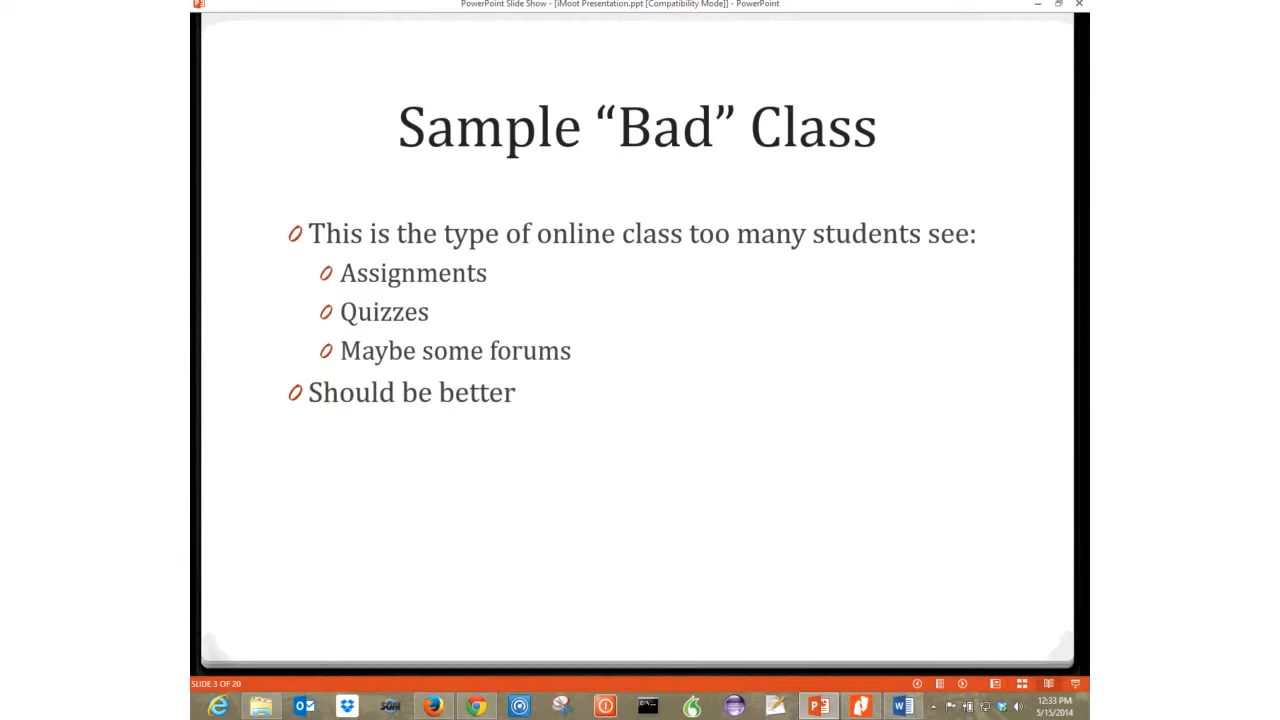 PowerPoint Slide Show - [iMoot Presentation.ppt [Compatibility Mode]] - PowerPoint
Sample “Bad” Class
This is the type of online class too many students see:
Assignments
Quizzes
Maybe some forums
Should be better
SLIDE 3 OF 20
SGM
12:33 PM
5/15/2014